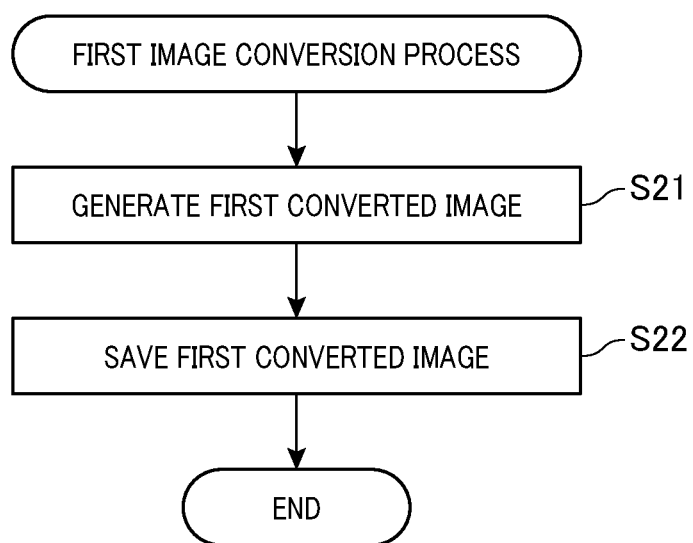 FIRST IMAGE CONVERSION PROCESS
GENERATE FIRST CONVERTED IMAGE
S21
SAVE FIRST CONVERTED IMAGE
S22
END